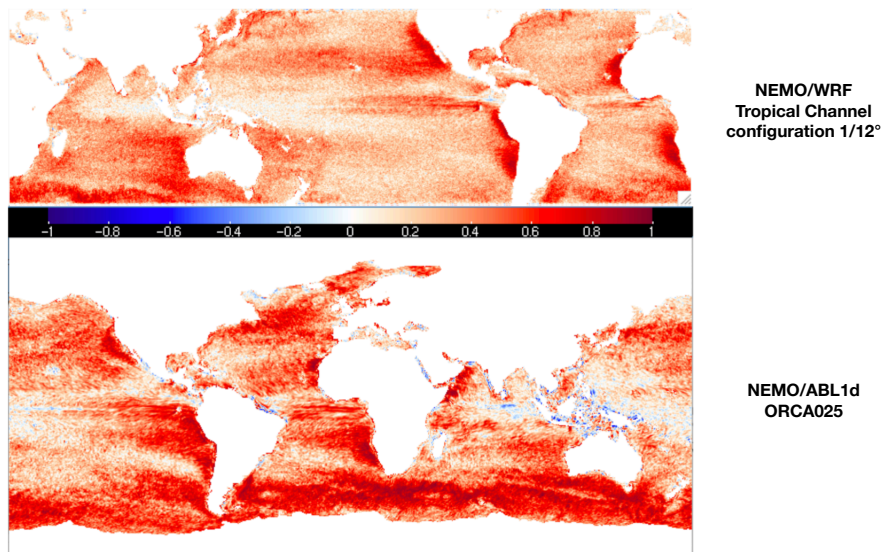 NEMO/WRF
Tropical Channel
configuration 1/12°
-1 -0.8 -0.6 -0.4 -0.2 0 0.2 0.4 0.6 0.8 1
NEMO/ABL1d
ORCA025